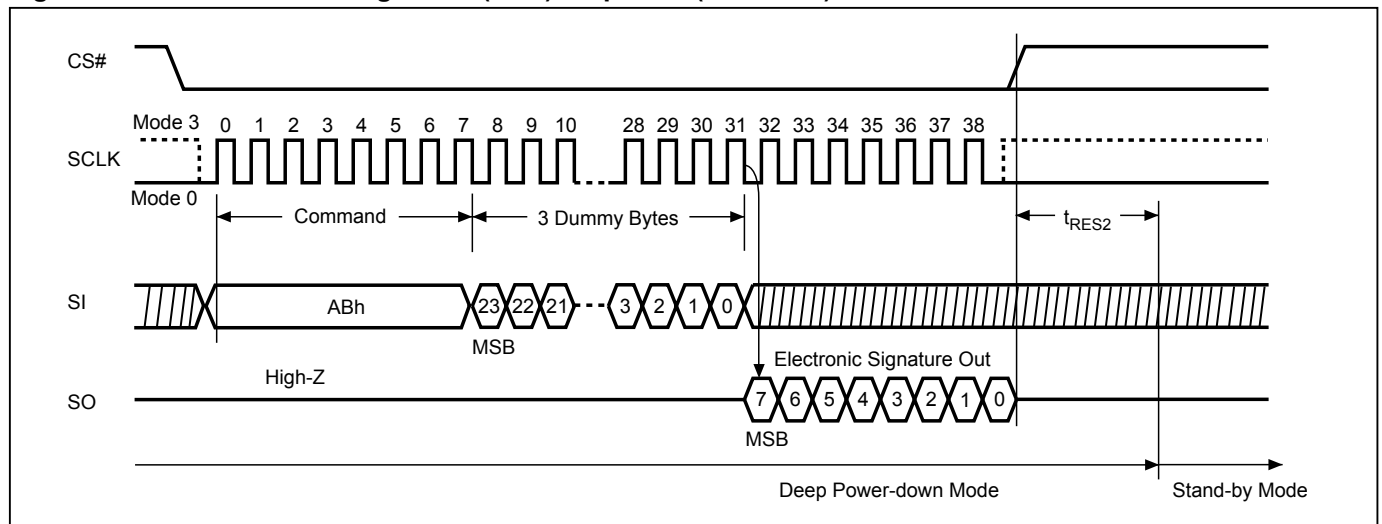 CS#
Mode 3 0 1 2 3 4 5 6 7 8 9 10 28 29 30 31 32 33 34 35 36 37 38
SCLK
Mode 0
Command 3 Dummy Bytes tRES2
SI ABh 23 22 21 3 2 1 0
MSB
Electronic Signature Out
High-Z
SO 7 6 5 4 3 2 1 0
MSB
Deep Power-down Mode Stand-by Mode